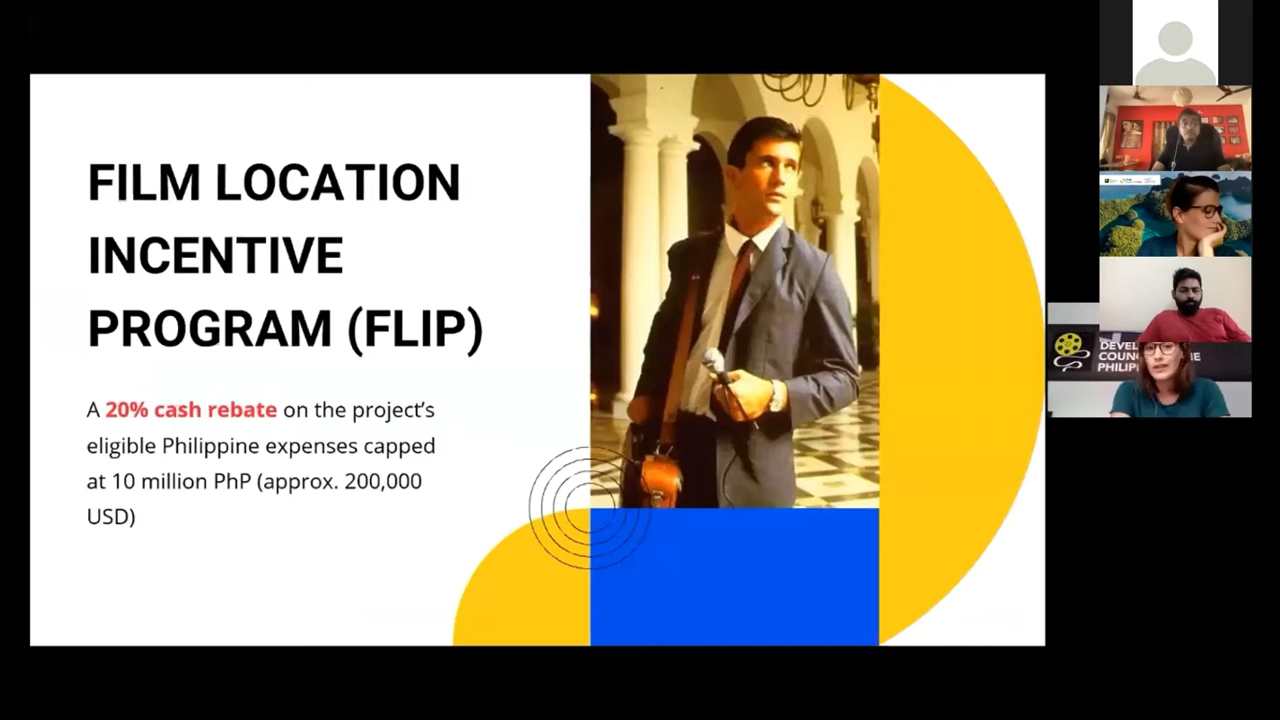 FILM LOCATION
INCENTIVE
PROGRAM (FLIP)
A 20% cash rebate on the project’s
eligible Philippine expenses capped
at 10 million PhP (approx. 200,000
USD)